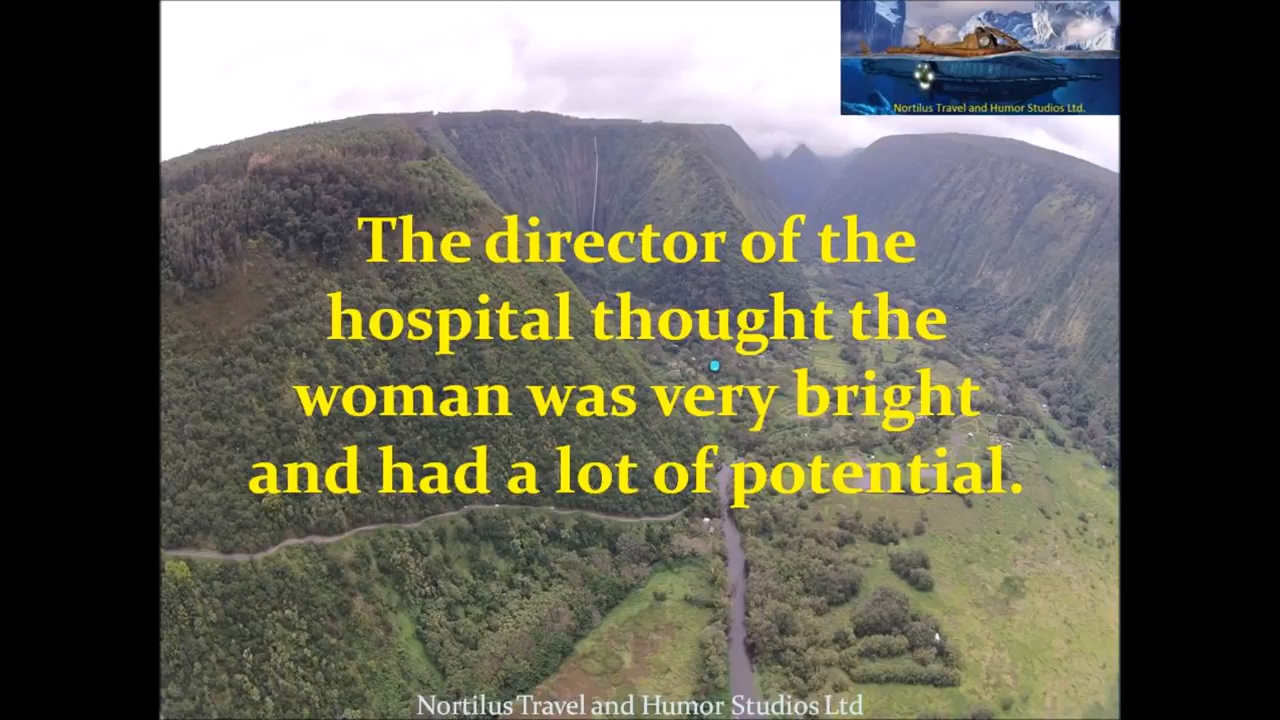 Nortilus Travel and Humor Studios Ltd.
The director of the
hospital thought the
woman was very bright
and had a lot of potential.
Nortilus Travel and Humor Studios Ltd